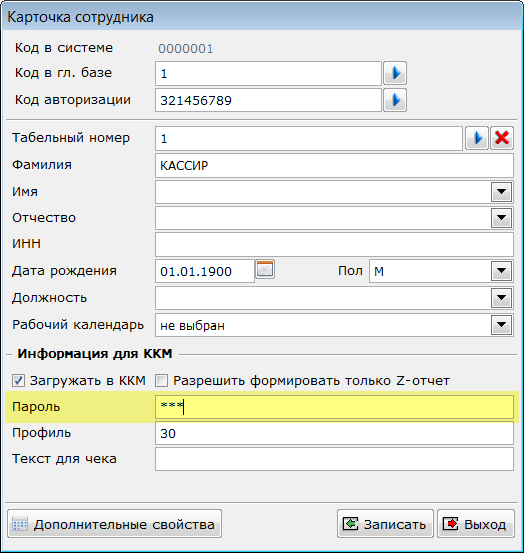 Карточка сотрудника
Код в системе 0000001
Код в гл. базе 1
Код авторизации 321456789
Табельный номер 1
Фамилия КАССИР
Имя
Отчество
ИНН
Дата рождения 01.01.1900 Пол М
Должность
Рабочий календарь не выбран
Информация для ККМ
Загружать в ККМ Разрешить формировать только Z-отчет
Пароль ***
Профиль 30
Текст для чека
Дополнительные свойства Записать Выход